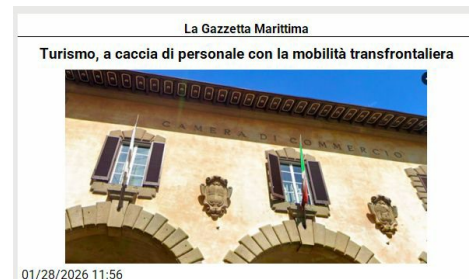 La Gazzetta Marittima
Turismo, a caccia di personale con la mobilità transfrontaliera
CAMERA DI COMMERCIO
01/28/2026 11:56